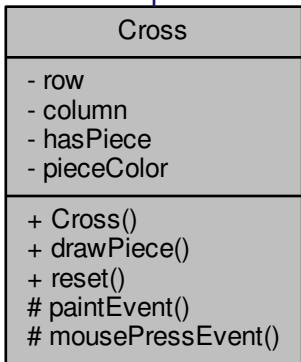 Cross
- row
- column
- hasPiece
- pieceColor
+ Cross()
+ drawPiece()
+ reset()
# paintEvent()
# mousePressEvent()